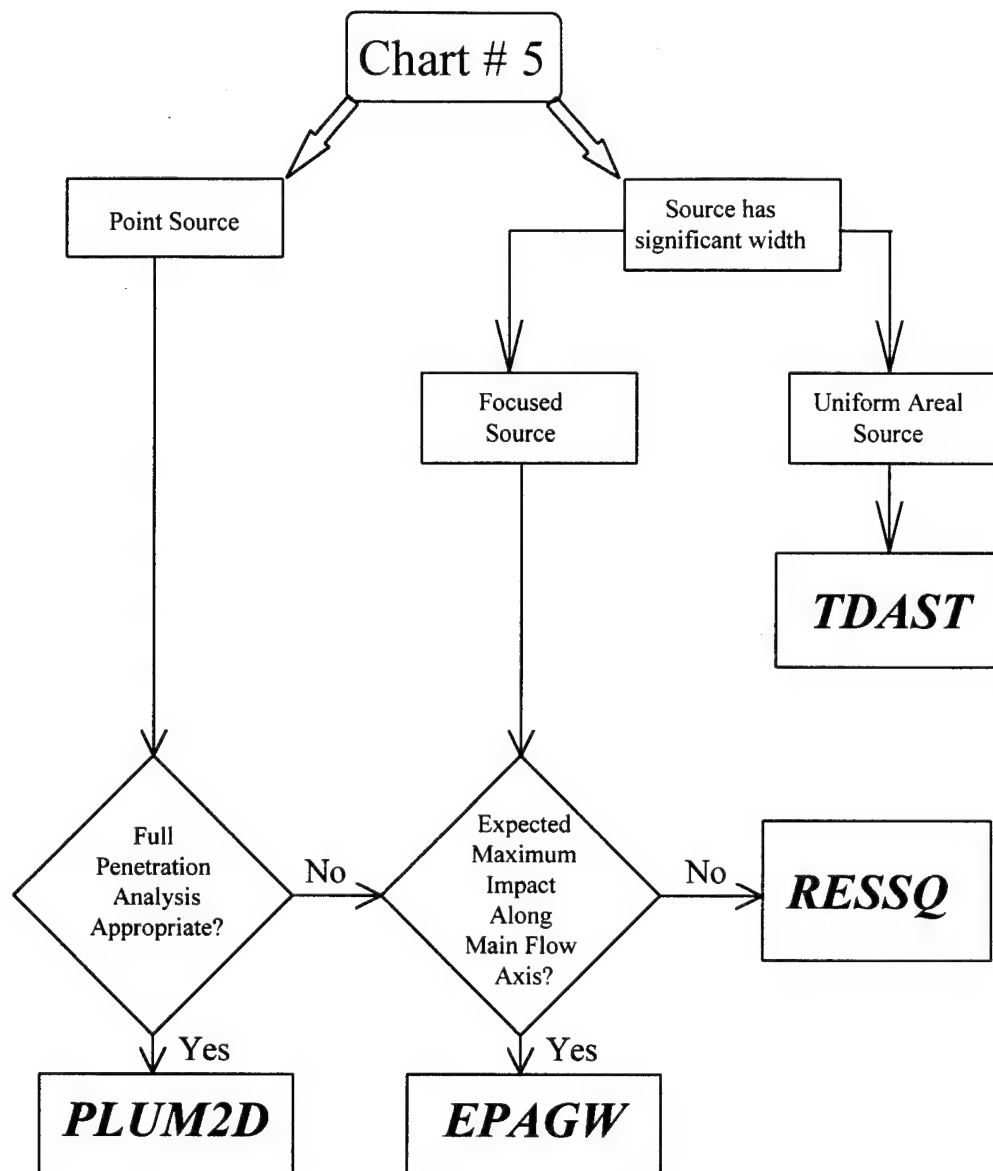 Chart # 5
Point Source
Source has
significant width
Focused
Source
Uniform Areal
Source
TDAST
Full
Penetration
Analysis
Appropriate?
No
Expected
Maximum
Impact
Along
Main Flow
Axis?
No
RESSQ
Yes
PLUM2D
Yes
EPAGW